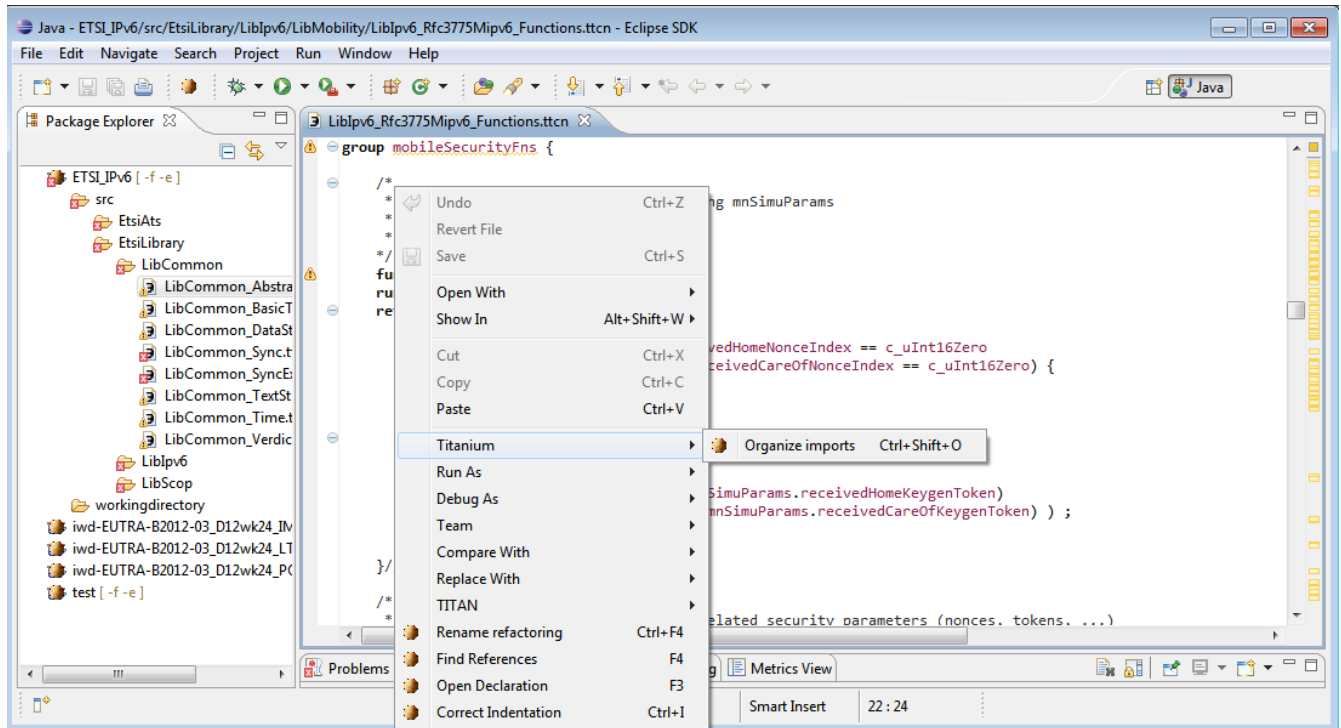 Java - ETSI_IPv6/src/EtsiLibrary/LibIpv6/LibMobility/LibIpv6_Rfc3775Mipv6_Functions.ttcn - Eclipse SDK
File Edit Navigate Search Project Run Window Help
Java
Package Explorer
LibIpv6_Rfc3775Mipv6_Functions.ttcn
ETSI_IPv6 [ -f -e ]
src
EtsiAts
EtsiLibrary
LibCommon
LibCommon_Abstra
LibCommon_BasicT
LibCommon_DataSt
LibCommon_Sync.t
LibCommon_SyncE
LibCommon_TextSt
LibCommon_Time.t
LibCommon_Verdic
LibIpv6
LibScop
workingdirectory
iwd-EUTRA-B2012-03_D12wk24_IM
iwd-EUTRA-B2012-03_D12wk24_LT
iwd-EUTRA-B2012-03_D12wk24_PC
test [ -f -e ]
group mobileSecurityFns {
/*
* ng mnSimuParams
*
*
*/
fu
ru
re
vedHomeNonceIndex == c_uInt16Zero
ceivedCareOfNonceIndex == c_uInt16Zero) {
SimuParams.receivedHomeKeygenToken)
mnSimuParams.receivedCareOfKeygenToken) ) ;
}/
/*
* elated security parameters (nonces, tokens, ...)
Undo Ctrl+Z
Revert File
Save Ctrl+S
Open With
Show In Alt+Shift+W
Cut Ctrl+X
Copy Ctrl+C
Paste Ctrl+V
Titanium
Run As
Debug As
Team
Compare With
Replace With
TITAN
Rename refactoring Ctrl+F4
Find References F4
Open Declaration F3
Correct Indentation Ctrl+I
Organize imports Ctrl+Shift+O
Problems
g
Metrics View
Smart Insert
22 : 24